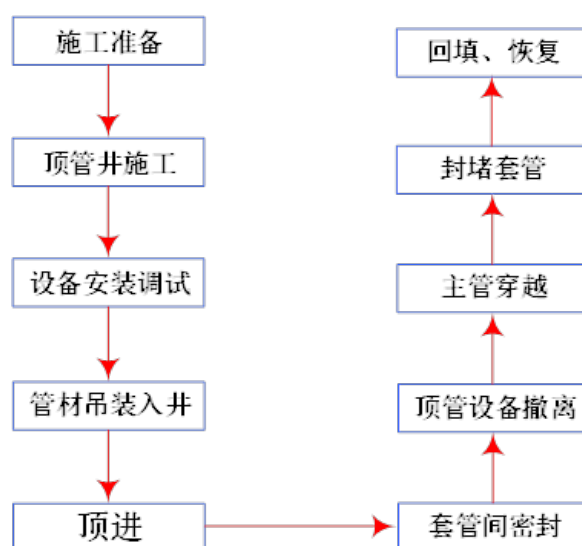 施工准备
顶管井施工
设备安装调试
管材吊装入井
顶进
套管间密封
顶管设备撤离
主管穿越
封堵套管
回填、恢复